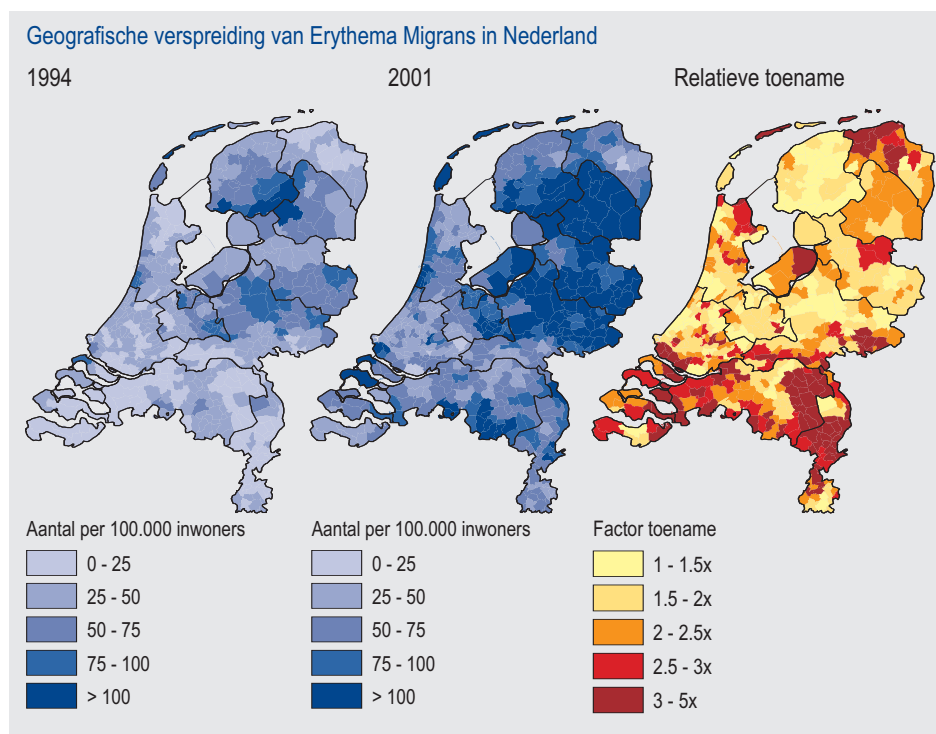 Geografische verspreiding van Erythema Migrans in Nederland
1994
2001
Relatieve toename
Aantal per 100.000 inwoners
0 - 25
25 - 50
50 - 75
75 - 100
> 100
Aantal per 100.000 inwoners
0 - 25
25 - 50
50 - 75
75 - 100
> 100
Factor toename
1 - 1.5x
1.5 - 2x
2 - 2.5x
2.5 - 3x
3 - 5x